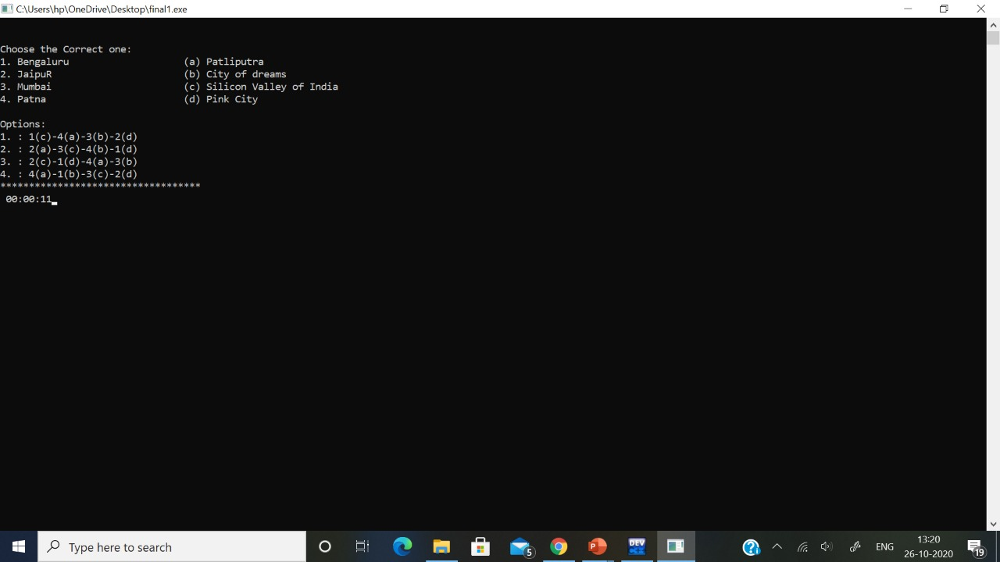 C:\Users\hp\OneDrive\Desktop\final1.exe
Choose the Correct one:
1. Bengaluru (a) Patliputra
2. JaipuR (b) City of dreams
3. Mumbai (c) Silicon Valley of India
4. Patna (d) Pink City
Options:
1. : 1(c)-4(a)-3(b)-2(d)
2. : 2(a)-3(c)-4(b)-1(d)
3. : 2(c)-1(d)-4(a)-3(b)
4. : 4(a)-1(b)-3(c)-2(d)
***********************************
00:00:11
Type here to search
5
P
DEV
C++
?
ENG
13:20
26-10-2020
19